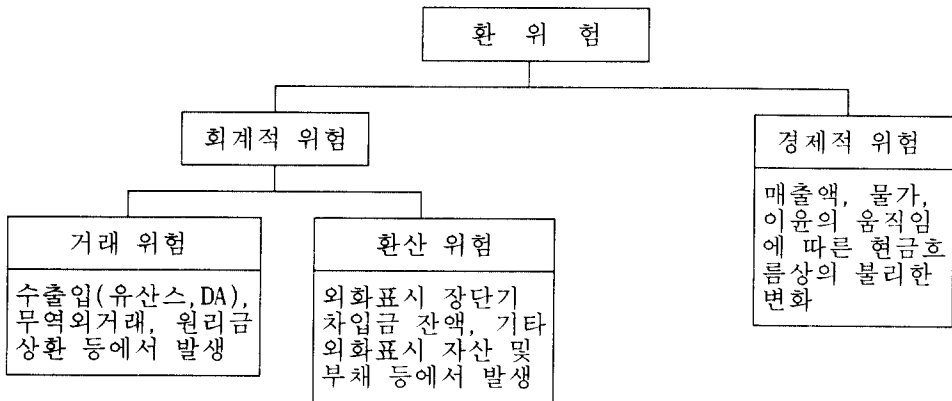 환 위 험
회계적 위험
경제적 위험
매출액, 물가,
이윤의 움직임
에 따른 현금흐
름상의 불리한
변화
거래 위험
수출입(유산스,DA),
무역외거래, 원리금
상환 등에서 발생
환산 위험
외화표시 장단기
차입금 잔액, 기타
외화표시 자산 및
부채 등에서 발생